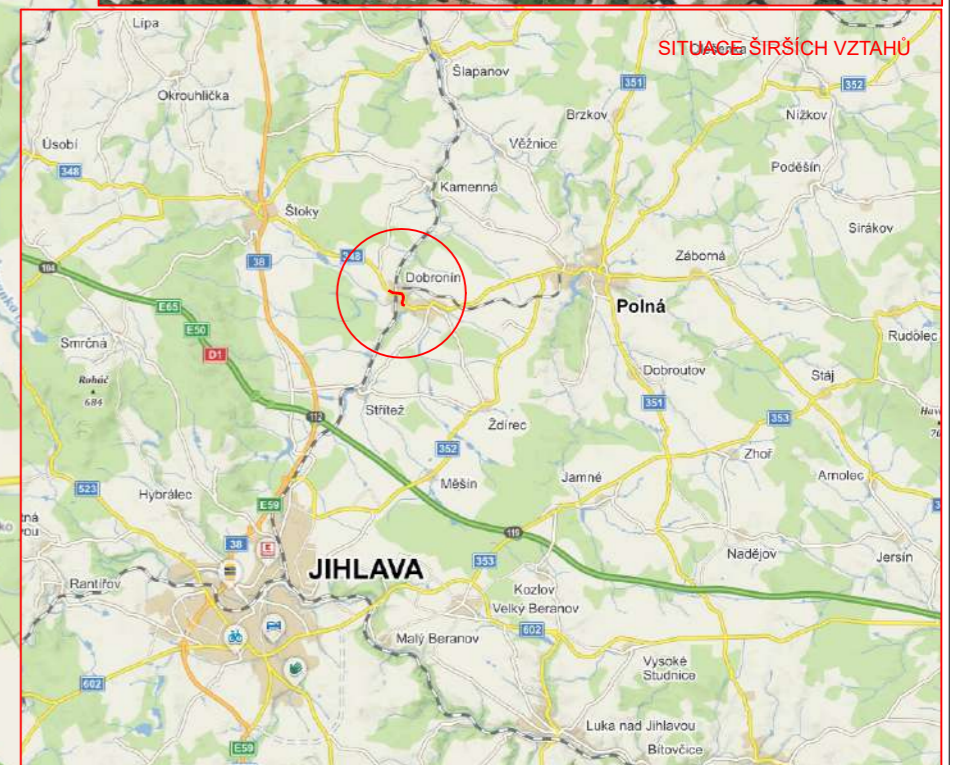 SITUACE ŠIRŠÍCH VZTAHŮ
Lípa
Šlapanov
351
352
Okrouhlička
Brzkov
Nížkov
Úsobí
Věžnice
348
Poděšín
Kamenná
Štoky
Sirákov
38
348
Záborná
104
Dobronín
E65
Polná
E50
Rudolec
Smrčná
D1
Roháč
684
Dobroutov
Stáj
112
Střítež
351
353
Ždírec
352
Zhoř
Měšín
Jamné
Arnolec
523
Hybrálec
E59
119
38
Nadějov
Jersín
JIHLAVA
353
Rantířov
Kozlov
Velký Beranov
602
Malý Beranov
Vysoké
Studnice
602
Luka nad Jihlavou
E59
Bítovčice